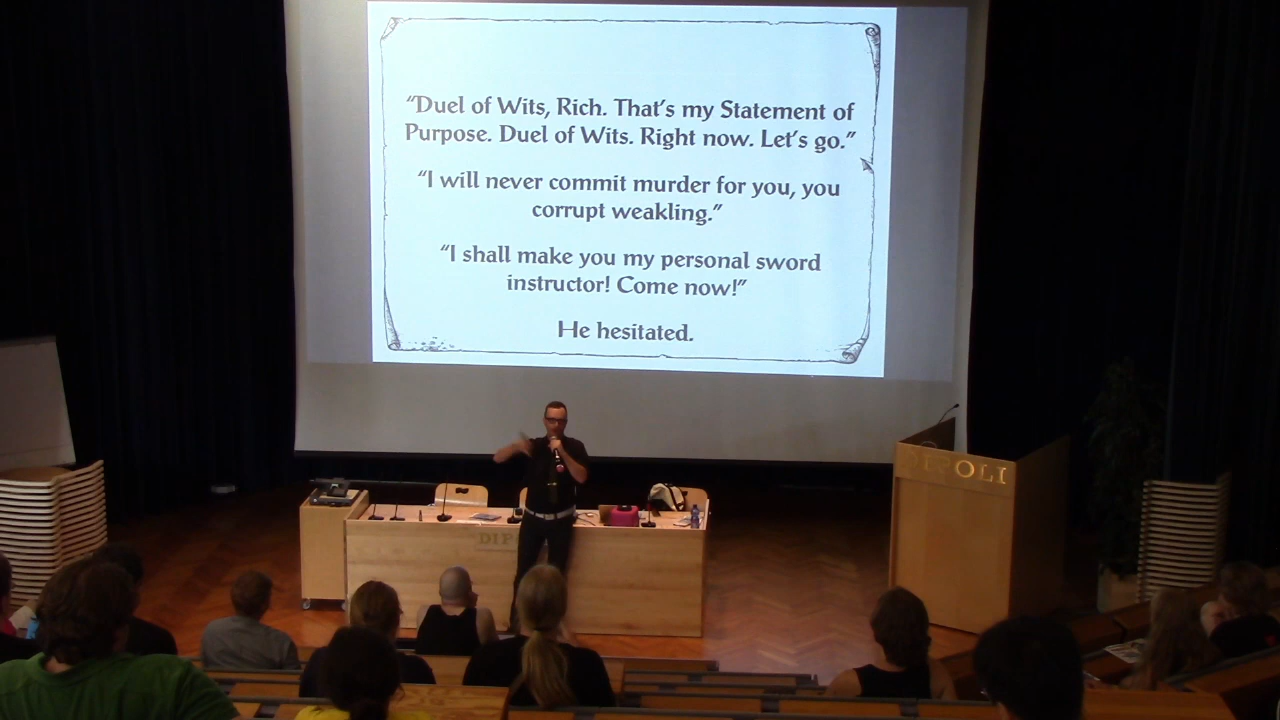 “Duel of Wits, Rich. That’s my Statement of
Purpose. Duel of Wits. Right now. Let’s go.”
“I will never commit murder for you, you
corrupt weakling.”
“I shall make you my personal sword
instructor! Come now!”
He hesitated.
DIPOLI